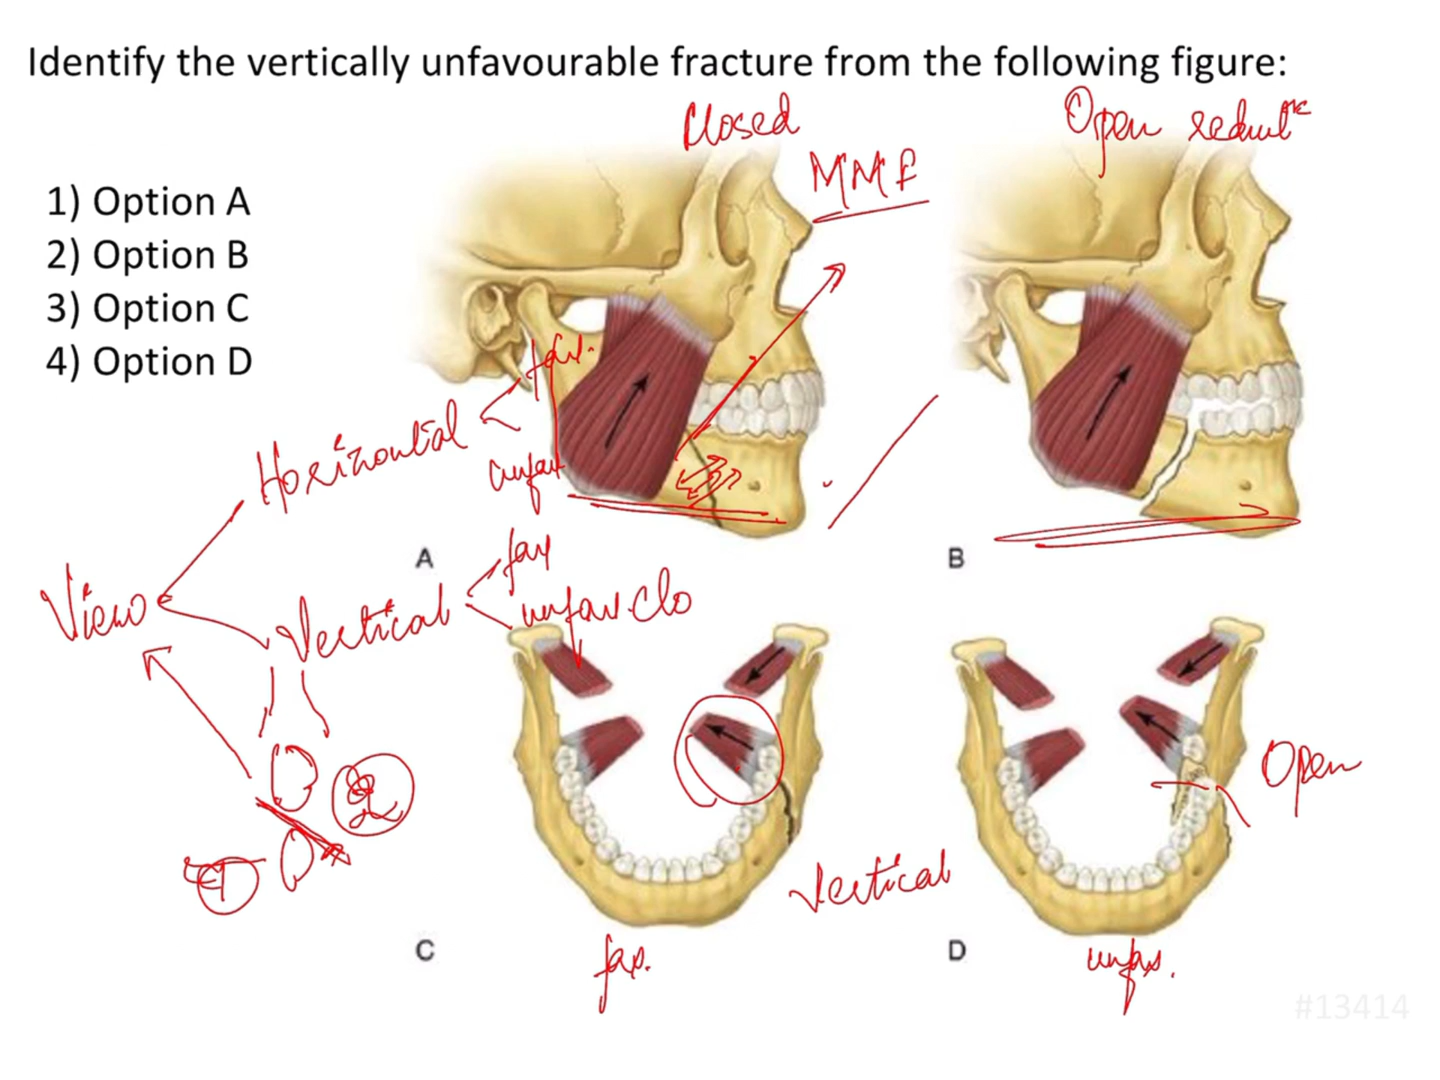 Identify the vertically unfavourable fracture from the following figure:
Closed
MMF
Open reduct
1) Option A
2) Option B
3) Option C
4) Option D
fav.
Horizontal
unfav
A
B
fav
View
Vertical
unfav. clo
Open
Vertical
C
fav.
D
unfav.
#13414